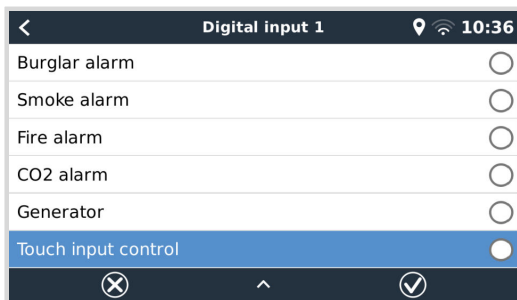 Digital input 1 10:36
Burglar alarm
Smoke alarm
Fire alarm
CO2 alarm
Generator
Touch input control